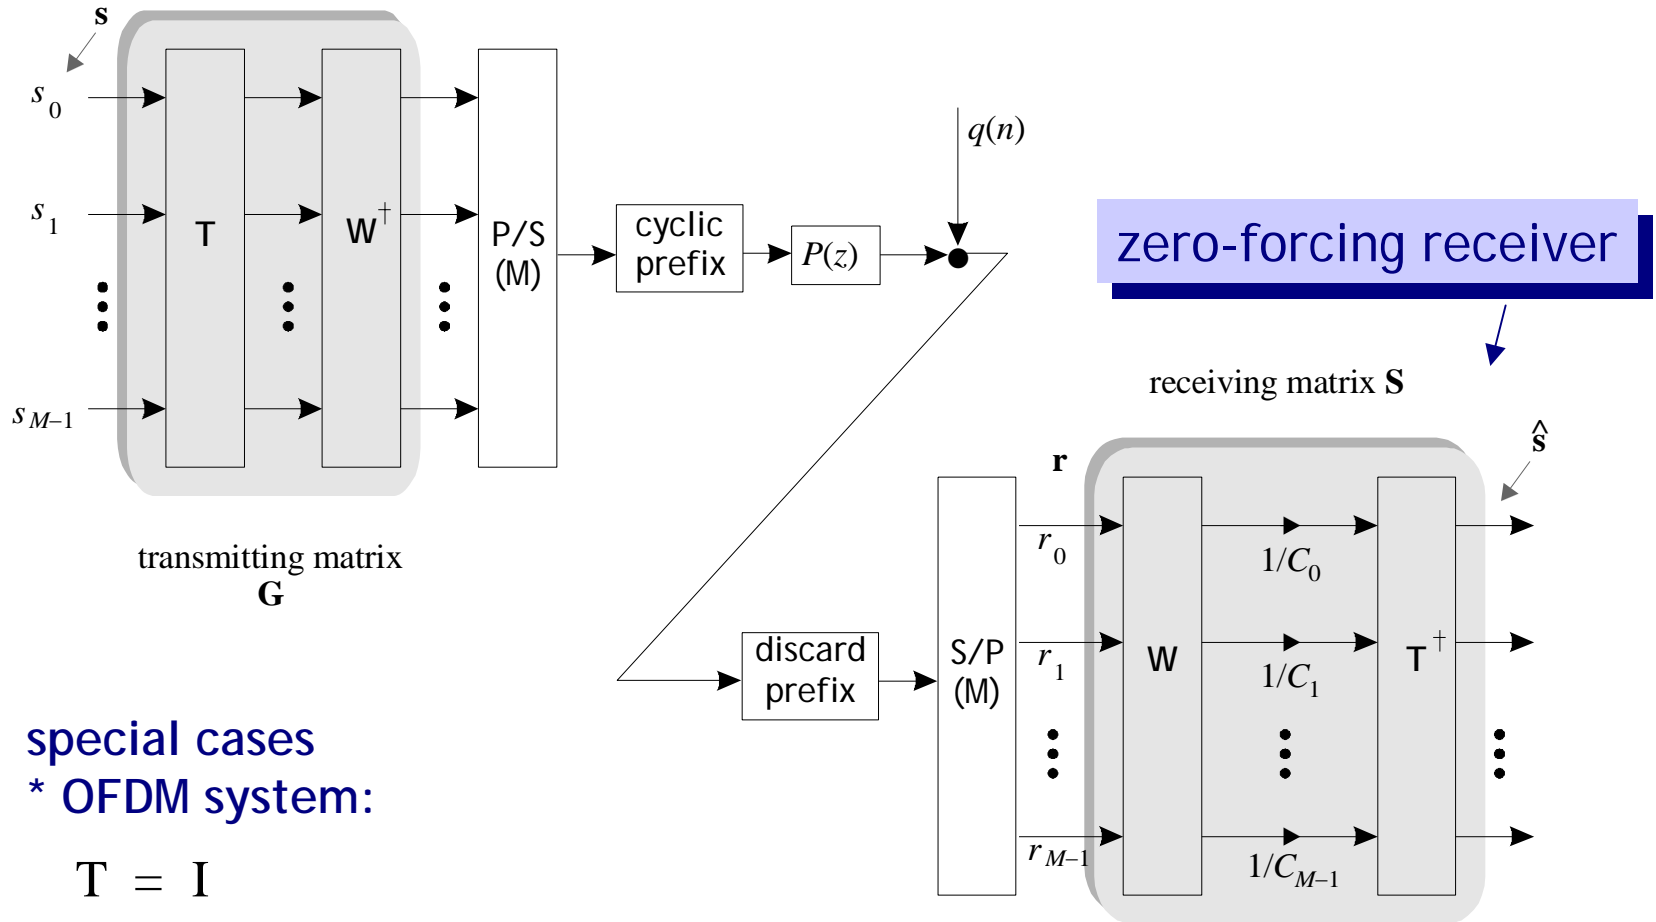 s
s0
s1
sM–1
T
W†
P/S
(M)
cyclic
prefix
P(z)
q(n)
zero-forcing receiver
receiving matrix S
transmitting matrix
G
discard
prefix
S/P
(M)
r
r0
r1
rM–1
W
1/C0
1/C1
1/CM–1
T†
ŝ
special cases
* OFDM system:
T = I